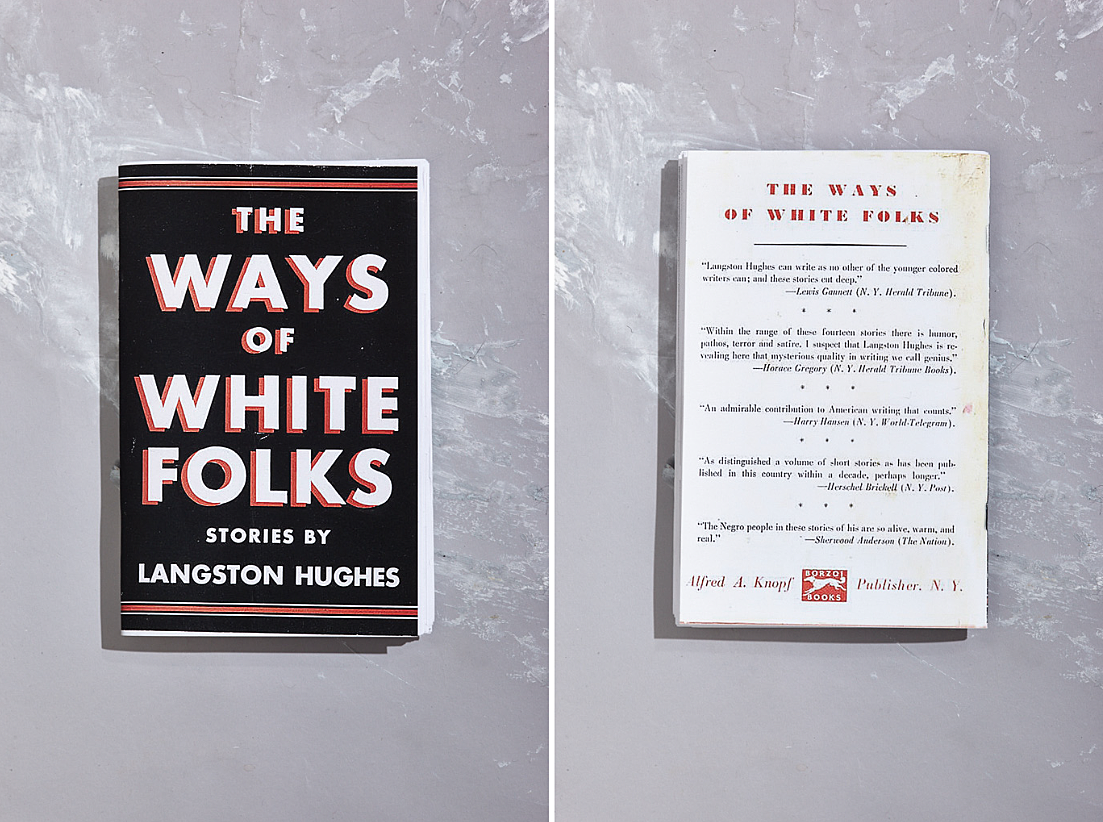 THE
WAYS
OF
WHITE
FOLKS
STORIES BY
LANGSTON HUGHES
THE WAYS
OF WHITE FOLKS
"Langston Hughes can write as no other of the younger colored
writers can; and these stories cut deep."
—Lewis Gannett (N. Y. Herald Tribune).
* * *
"Within the range of these fourteen stories there is humor,
pathos, terror and satire. I suspect that Langston Hughes is re-
vealing here that mysterious quality in writing we call genius."
—Horace Gregory (N. Y. Herald Tribune Books).
* * *
"An admirable contribution to American writing that counts."
—Harry Hansen (N. Y. World-Telegram).
* * *
"As distinguished a volume of short stories as has been pub-
lished in this country within a decade, perhaps longer."
—Herschel Brickell (N. Y. Post).
* * *
"The Negro people in these stories of his are so alive, warm, and
real." —Sherwood Anderson (The Nation).
Alfred A. Knopf BORZOI BOOKS Publisher, N. Y.